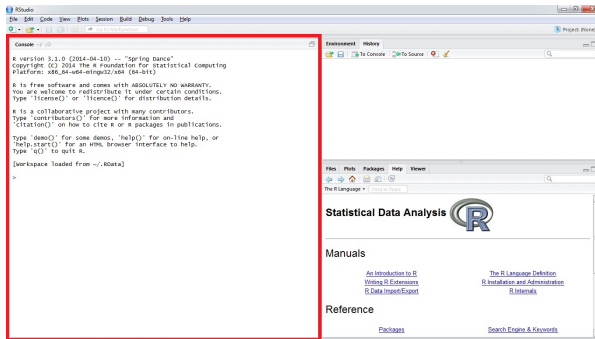 RStudio
File Edit Code View Plots Session Build Debug Tools Help
Go to file/function
Project: (None)
Console ~/
R version 3.1.0 (2014-04-10) -- "Spring Dance"
Copyright (C) 2014 The R Foundation for Statistical Computing
Platform: x86_64-w64-mingw32/x64 (64-bit)
R is free software and comes with ABSOLUTELY NO WARRANTY.
You are welcome to redistribute it under certain conditions.
Type 'license()' or 'licence()' for distribution details.
R is a collaborative project with many contributors.
Type 'contributors()' for more information and
'citation()' on how to cite R or R packages in publications.
Type 'demo()' for some demos, 'help()' for on-line help, or
'help.start()' for an HTML browser interface to help.
Type 'q()' to quit R.
[Workspace loaded from ~/.RData]
>
Environment History
To Console To Source
Files Plots Packages Help Viewer
The R Language Find in Topic
Statistical Data Analysis R
Manuals
An Introduction to R The R Language Definition
Writing R Extensions R Installation and Administration
R Data Import/Export R Internals
Reference
Packages Search Engine & Keywords